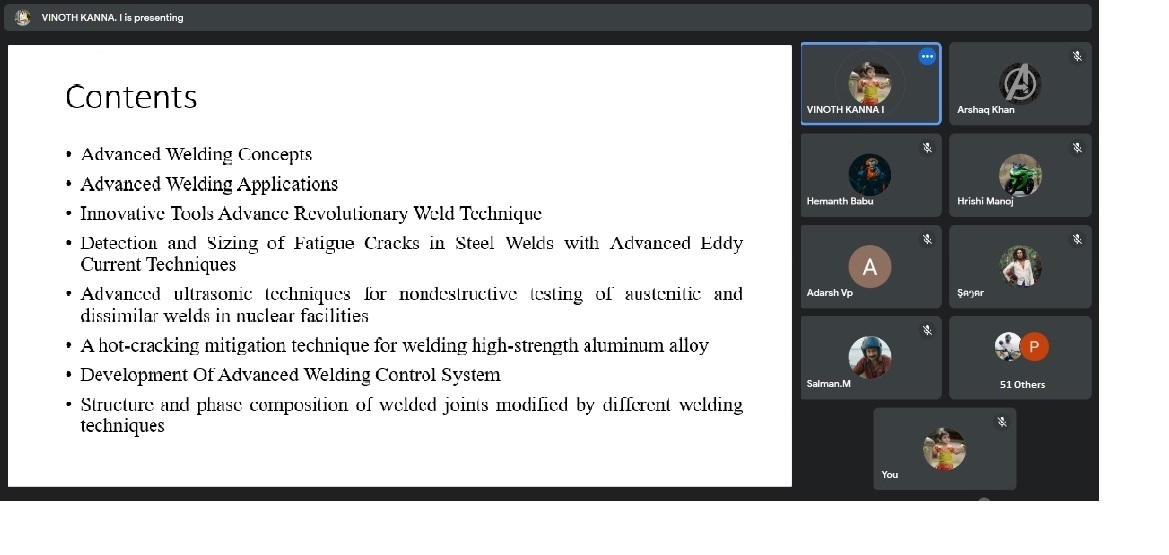 VINOTH KANNA. I is presenting
Contents
• Advanced Welding Concepts
• Advanced Welding Applications
• Innovative Tools Advance Revolutionary Weld Technique
• Detection and Sizing of Fatigue Cracks in Steel Welds with Advanced Eddy
Current Techniques
• Advanced ultrasonic techniques for nondestructive testing of austenitic and
dissimilar welds in nuclear facilities
• A hot-cracking mitigation technique for welding high-strength aluminum alloy
• Development Of Advanced Welding Control System
• Structure and phase composition of welded joints modified by different welding
techniques
VINOTH KANNA I
Arshaq Khan
Hemanth Babu
Hrishi Manoj
A
Adarsh Vp
Salman.M
P
51 Others
You